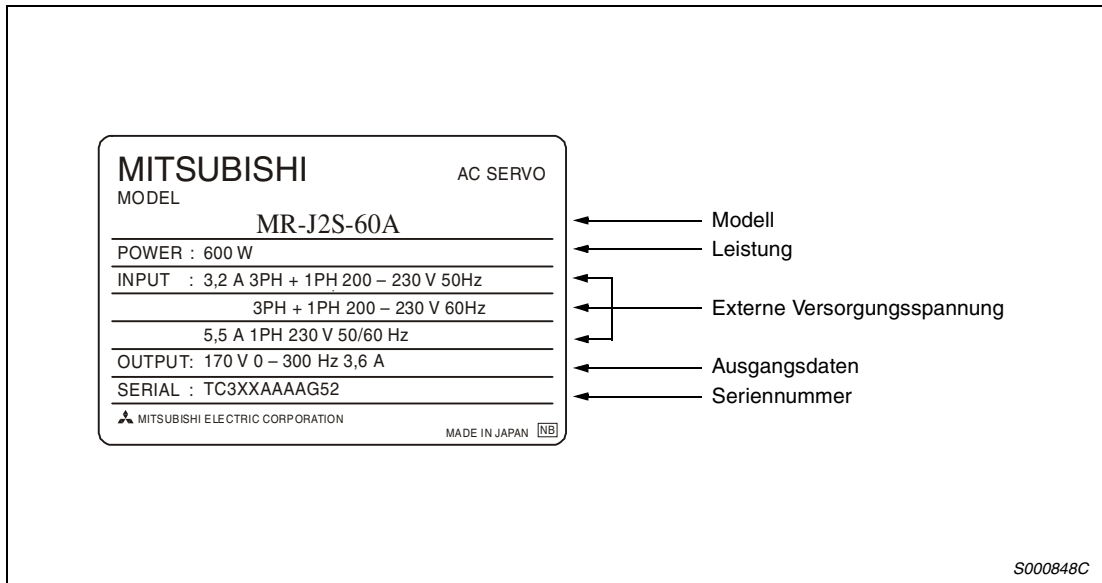 MITSUBISHI
AC SERVO
MODEL
MR-J2S-60A
POWER : 600 W
INPUT : 3,2 A 3PH + 1PH 200 – 230 V 50Hz
3PH + 1PH 200 – 230 V 60Hz
5,5 A 1PH 230 V 50/60 Hz
OUTPUT: 170 V 0 – 300 Hz 3,6 A
SERIAL : TC3XXAAAAG52
MITSUBISHI ELECTRIC CORPORATION
MADE IN JAPAN NB
Modell
Leistung
Externe Versorgungsspannung
Ausgangsdaten
Seriennummer
S000848C